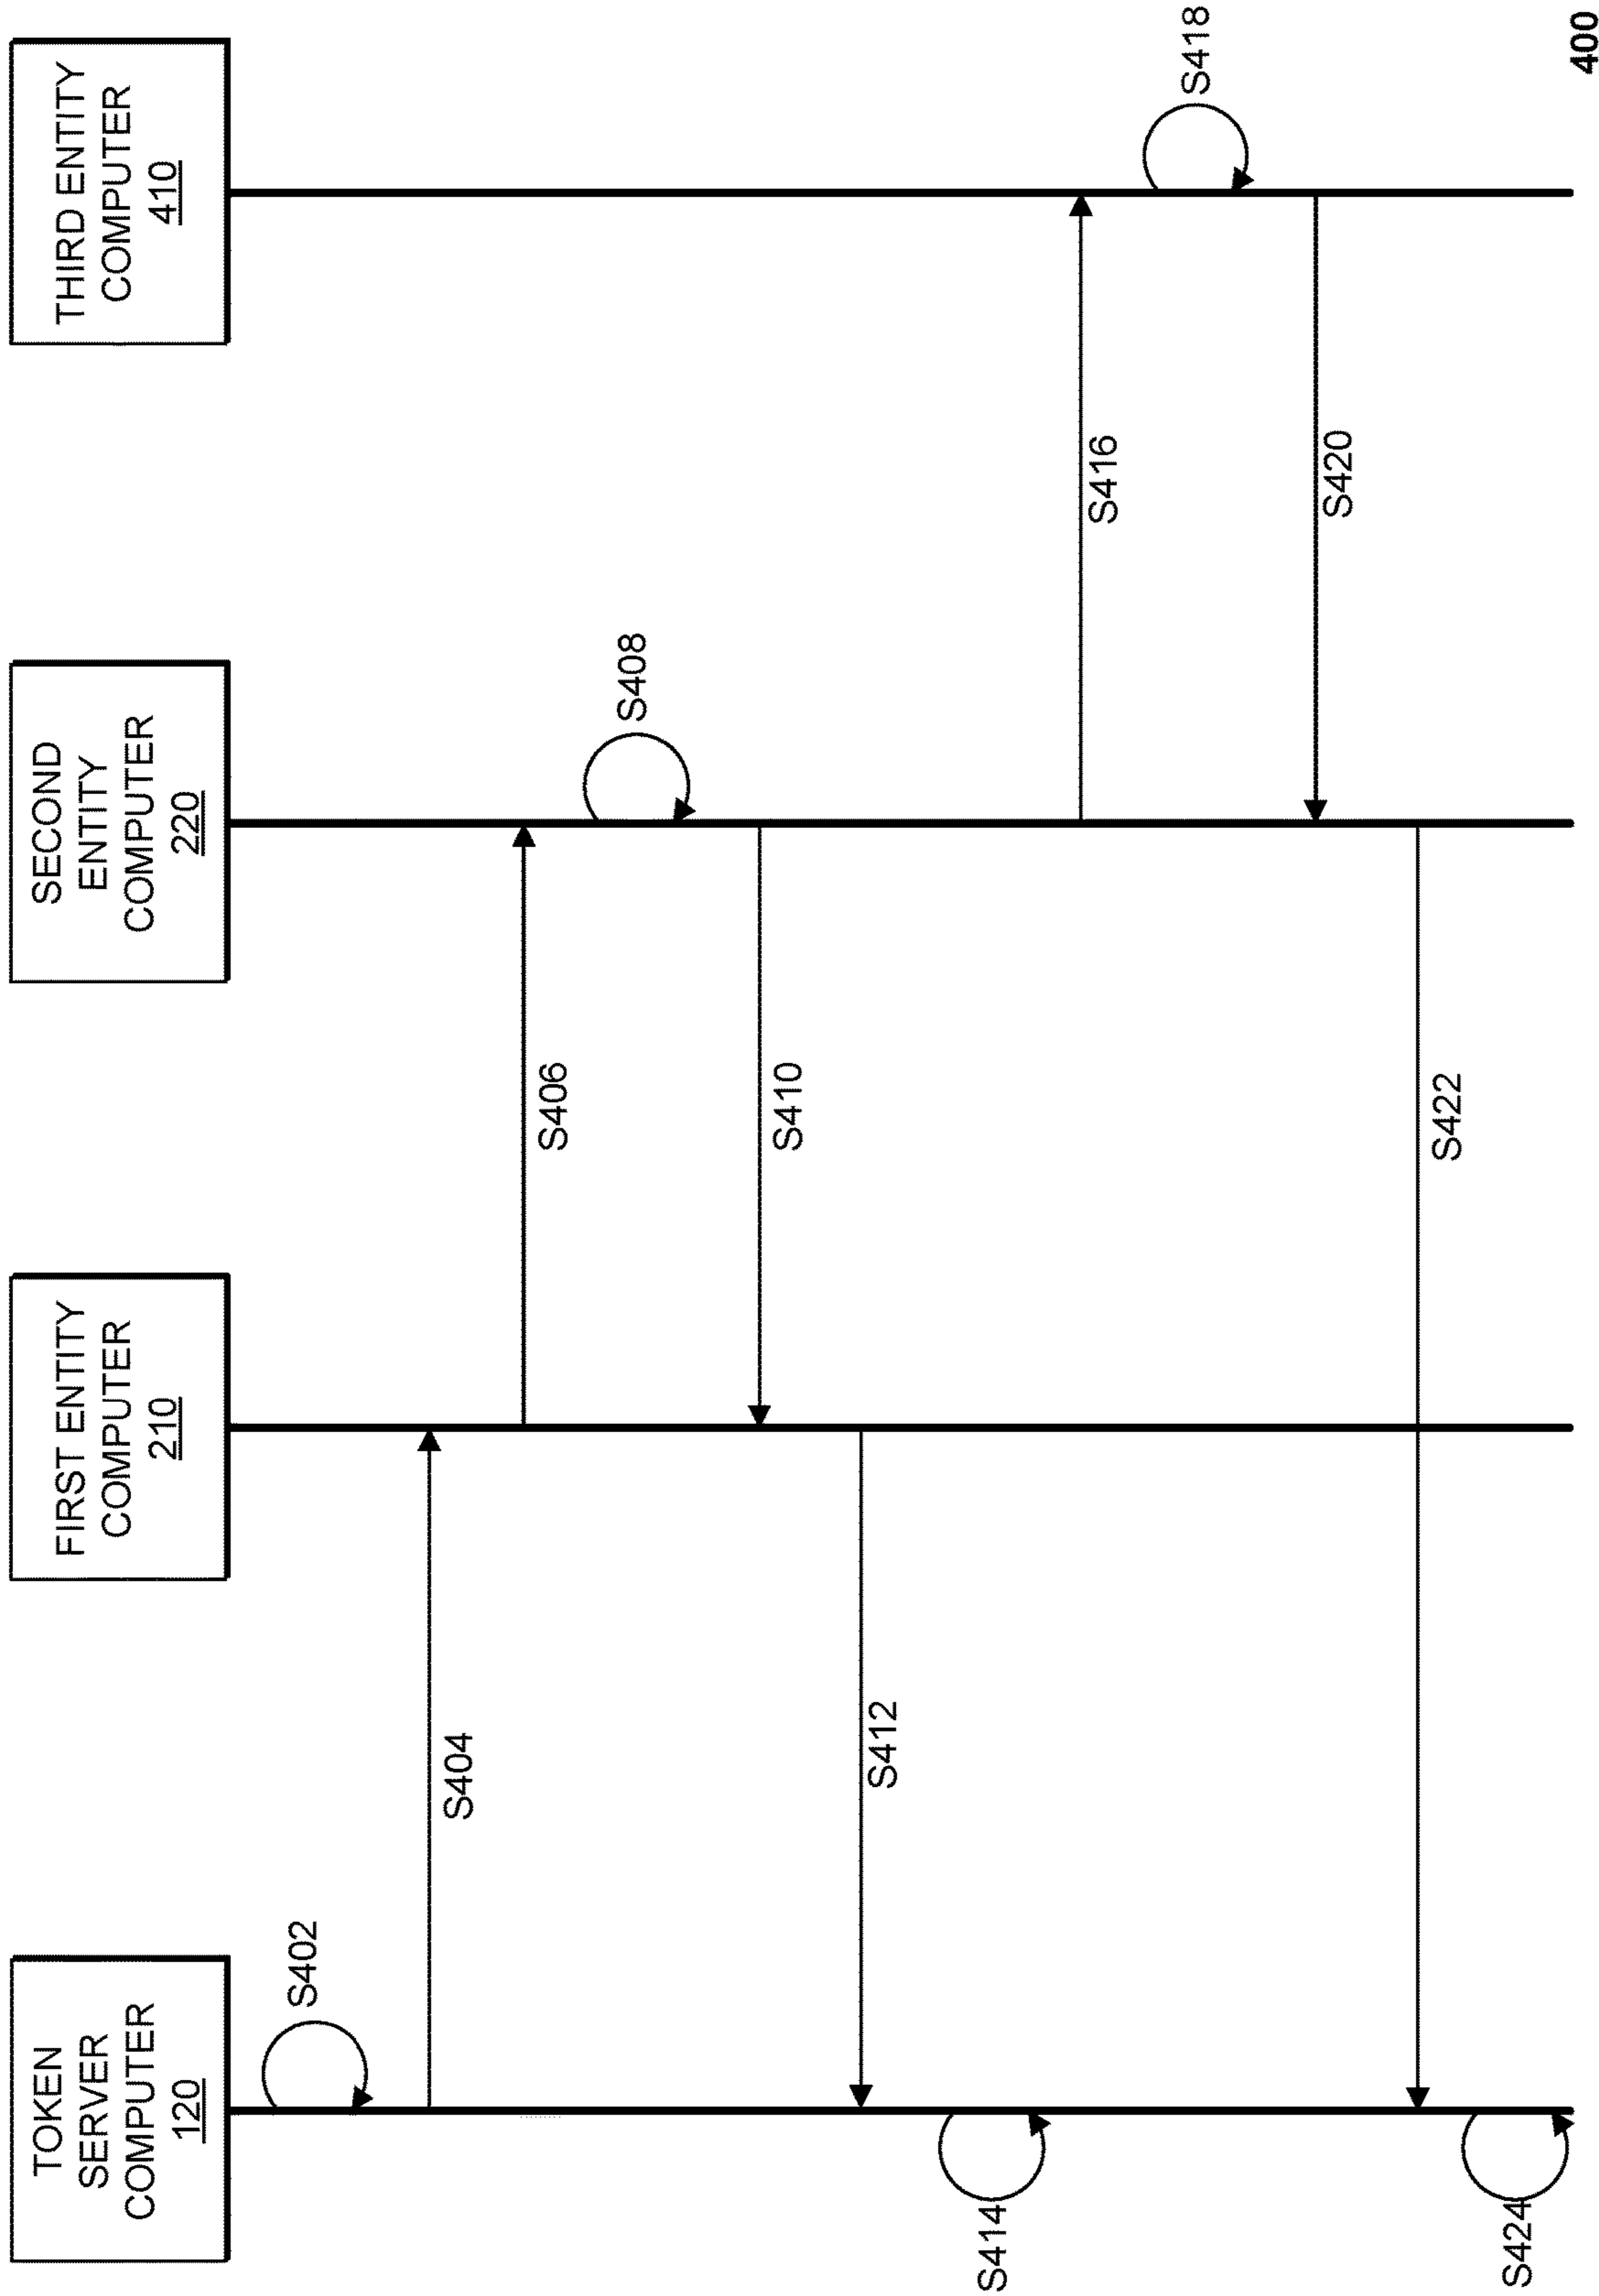 TOKEN
SERVER
COMPUTER
120
FIRST ENTITY
COMPUTER
210
SECOND
ENTITY
COMPUTER
220
THIRD ENTITY
COMPUTER
410
S402
S404
S406
S408
S410
S412
S414
S416
S418
S420
S422
S424
400